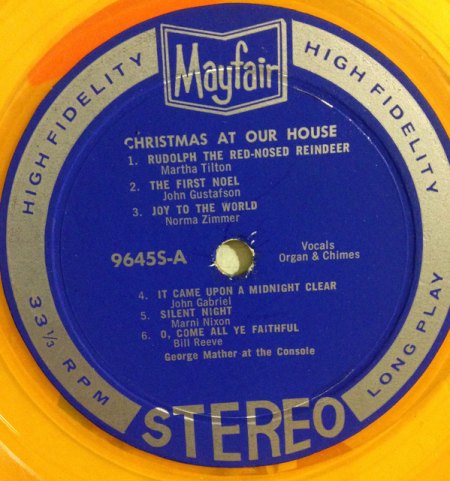 Mayfair
HIGH FIDELITY
HIGH FIDELITY
CHRISTMAS AT OUR HOUSE
1. RUDOLPH THE RED-NOSED REINDEER
Martha Tilton
2. THE FIRST NOEL
John Gustafson
3. JOY TO THE WORLD
Norma Zimmer
9645S-A
Vocals
Organ & Chimes
4. IT CAME UPON A MIDNIGHT CLEAR
John Gabriel
5. SILENT NIGHT
Marni Nixon
6. O, COME ALL YE FAITHFUL
Bill Reeve
George Mather at the Console
33 1/3 RPM
LONG PLAY
STEREO